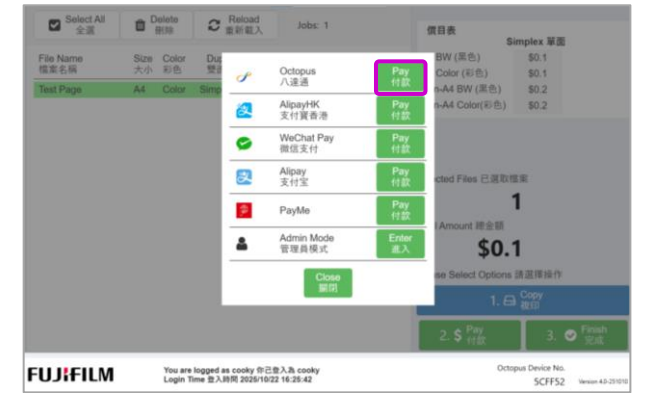 Select All
全選
Delete
刪除
Reload
重新載入
Jobs: 1
File Name
檔案名稱
Size
大小
Color
彩色
Test Page
A4
Color
Octopus
八達通
Pay
付款
AlipayHK
支付寶香港
Pay
付款
WeChat Pay
微信支付
Pay
付款
Alipay
支付宝
Pay
付款
PayMe
Pay
付款
Admin Mode
管理員模式
Enter
進入
Close
關閉
價目表
Simplex 單面
BW (黑色) $0.1
Color (彩色) $0.1
n-A4 BW (黑色) $0.2
n-A4 Color(彩色) $0.2
cted Files 已選取檔案
1
Amount 總金額
$0.1
se Select Options 請選擇操作
1. Copy
複印
2. $ Pay
付款
3. Finish
完成
FUJIFILM
You are logged as cooky 你已登入為 cooky
Login Time 登入時間 2025/10/22 16:25:42
Octopus Device No.
5CFF52
Version 4.0-251010